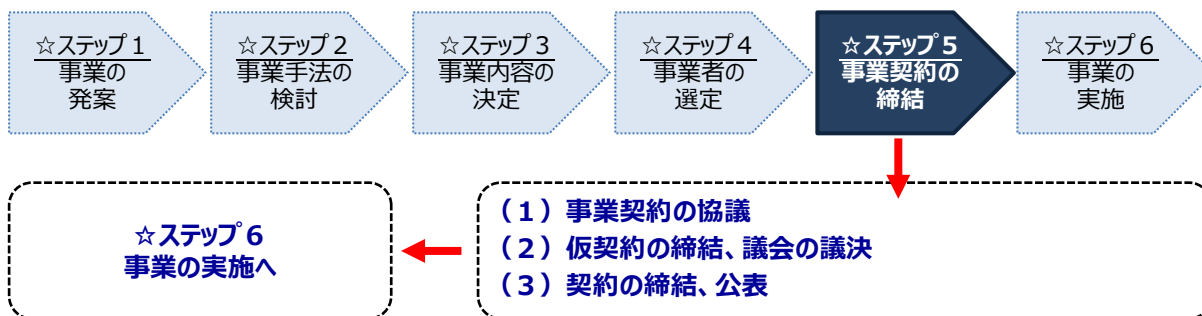 ☆ステップ１
事業の
発案
☆ステップ２
事業手法の
検討
☆ステップ３
事業内容の
決定
☆ステップ４
事業者の
選定
☆ステップ５
事業契約の
締結
☆ステップ６
事業の
実施
☆ステップ６
事業の実施へ
（１）事業契約の協議
（２）仮契約の締結、議会の議決
（３）契約の締結、公表